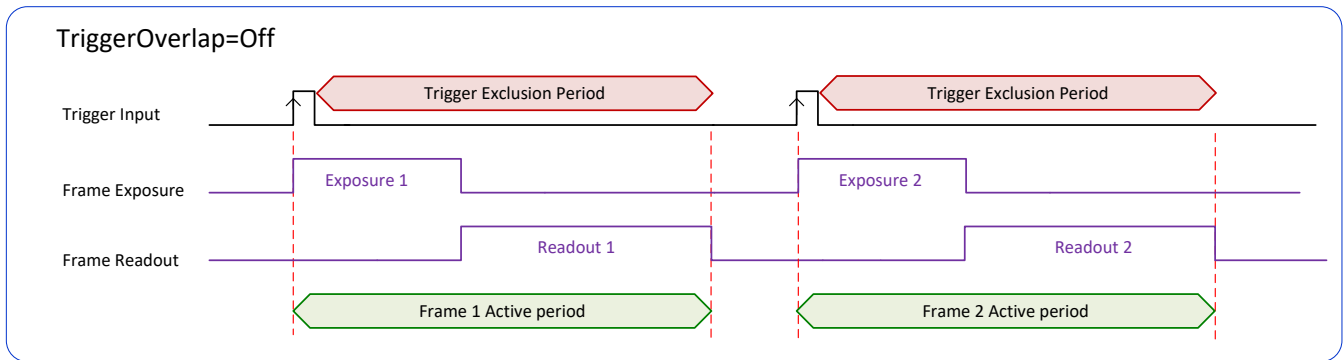 TriggerOverlap=Off
Trigger Exclusion Period
Trigger Exclusion Period
Trigger Input
Frame Exposure
Exposure 1
Exposure 2
Frame Readout
Readout 1
Readout 2
Frame 1 Active period
Frame 2 Active period